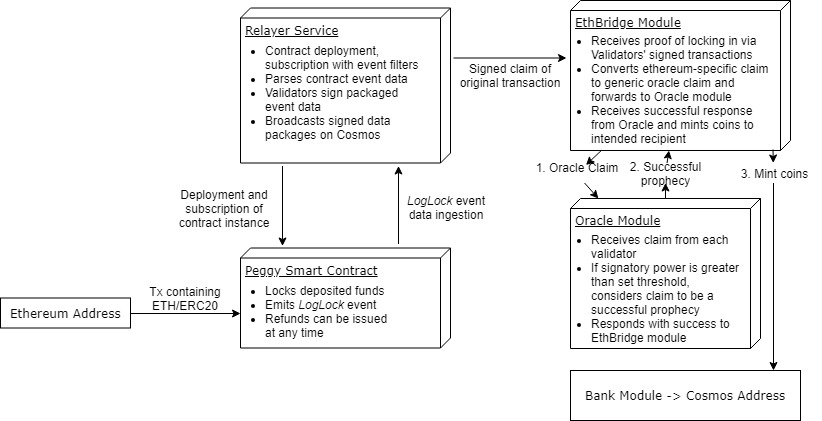 Relayer Service
• Contract deployment,
subscription with event filters
• Parses contract event data
• Validators sign packaged
event data
• Broadcasts signed data
packages on Cosmos
Signed claim of
original transaction
EthBridge Module
• Receives proof of locking in via
Validators' signed transactions
• Converts ethereum-specific claim
to generic oracle claim and
forwards to Oracle module
• Receives successful response
from Oracle and mints coins to
intended recipient
1. Oracle Claim
2. Successful
prophecy
3. Mint coins
Deployment and
subscription of
contract instance
LogLock event
data ingestion
Oracle Module
• Receives claim from each
validator
• If signatory power is greater
than set threshold,
considers claim to be a
successful prophecy
• Responds with success to
EthBridge module
Ethereum Address
Tx containing
ETH/ERC20
Peggy Smart Contract
• Locks deposited funds
• Emits LogLock event
• Refunds can be issued
at any time
Bank Module -> Cosmos Address